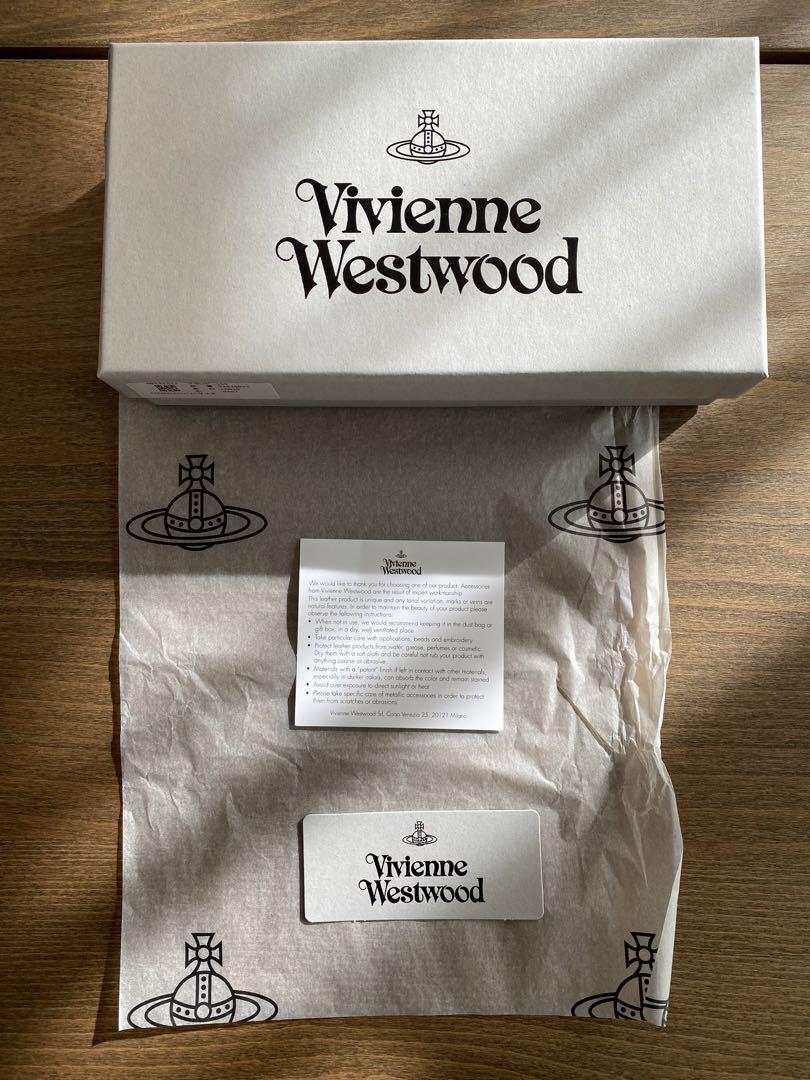 Vivienne
Westwood
Vivienne
Westwood
We would like to thank you for choosing one of our product. Accessories
from Vivienne Westwood are the result of expert workmanship.
This leather product is unique and any tonal variation, marks or veins are
natural features. In order to maintain the beauty of your product please
observe the following instructions:
• When not in use, we would recommend keeping it in the dust bag or
gift box, in a dry, well ventilated place
• Take particular care with applications, beads and embroidery
• Protect leather products from water, grease, perfumes or cosmetic.
Dry them with a soft cloth and be careful not rub your product with
anything coarse or abrasive.
• Materials with a "patent" finish if left in contact with other materials,
especially in darker colors, can absorb the color and remain stained
• Avoid over exposure to direct sunlight or heat
• Please take specific care of metallic accessories in order to protect
them from scratches or abrasions.
Vivienne Westwood Srl, Corso Venezia 25, 20121 Milano
Vivienne
Westwood